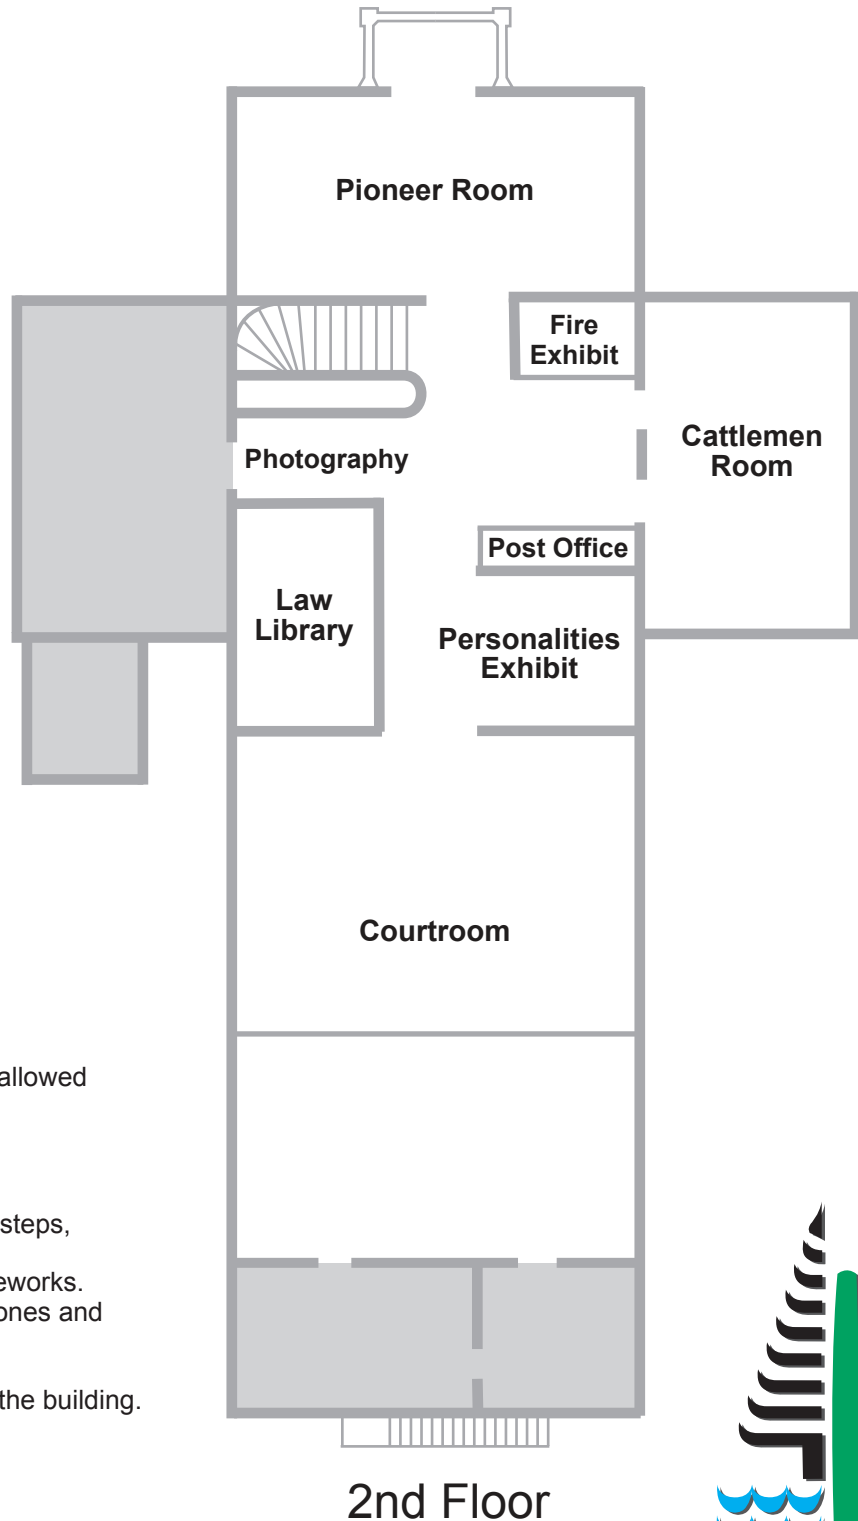 Pioneer Room
Fire
Exhibit
Cattlemen
Room
Photography
Post Office
Law
Library
Personalities
Exhibit
Courtroom
allowed
steps,
eworks.
ones and
the building.
2nd Floor